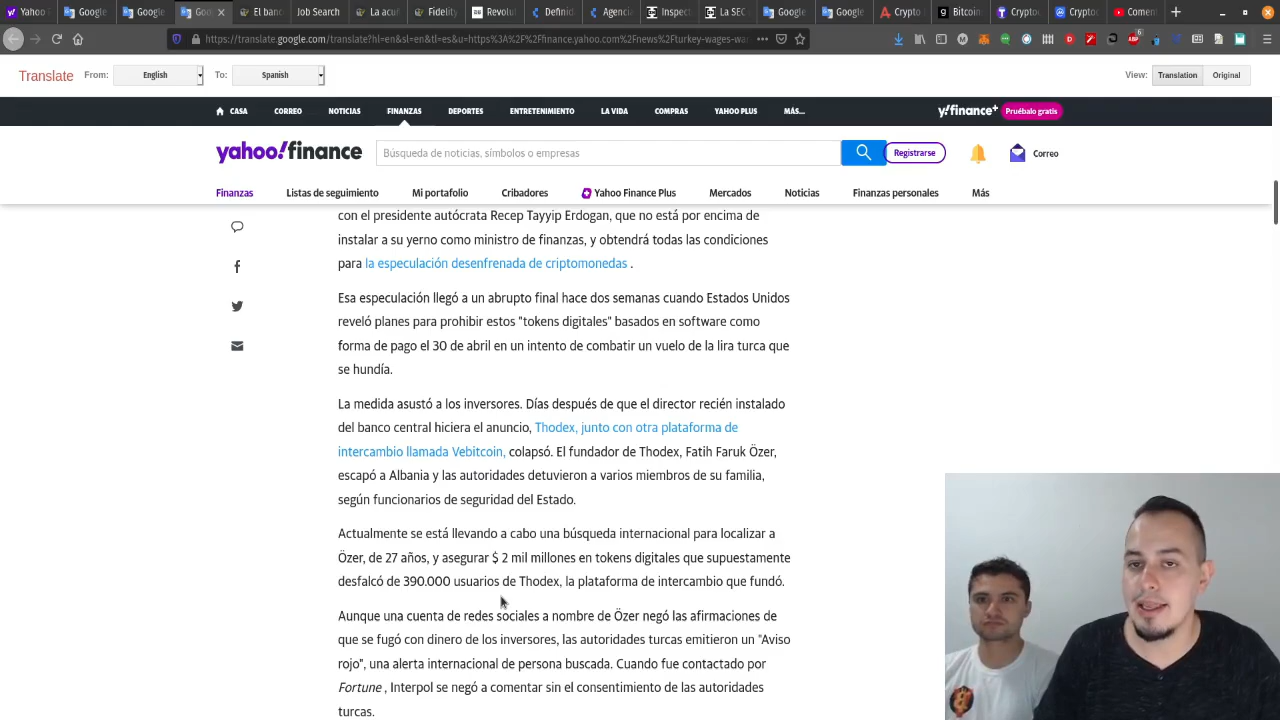 Yahoo
Google
Google
Goo
El banc
Job Search
La acuf
Fidelity
Revolut
Definici
Agencia
Inspect
La SEC
Google
Google
Crypto
Bitcoin
Cryptoc
Cryptoc
Coment
https://translate.google.com/translate?hl=en&sl=en&tl=es&u=https%3A%2F%2Ffinance.yahoo.com%2Fnews%2Fturkey-wages-wa
Translate From: English To: Spanish View: Translation Original
CASA CORREO NOTICIAS FINANZAS DEPORTES ENTRETENIMIENTO LA VIDA COMPRAS YAHOO PLUS MÁS... y!finance+ Pruébalo gratis
yahoo!finance Búsqueda de noticias, símbolos o empresas Registrarse Correo
Finanzas Listas de seguimiento Mi portafolio Cribadores Yahoo Finance Plus Mercados Noticias Finanzas personales Más
con el presidente autócrata Recep Tayyip Erdogan, que no está por encima de
instalar a su yerno como ministro de finanzas, y obtendrá todas las condiciones
para la especulación desenfrenada de criptomonedas .
Esa especulación llegó a un abrupto final hace dos semanas cuando Estados Unidos
reveló planes para prohibir estos "tokens digitales" basados en software como
forma de pago el 30 de abril en un intento de combatir un vuelo de la lira turca que
se hundía.
La medida asustó a los inversores. Días después de que el director recién instalado
del banco central hiciera el anuncio, Thodex, junto con otra plataforma de
intercambio llamada Vebitcoin, colapsó. El fundador de Thodex, Fatih Faruk Özer,
escapó a Albania y las autoridades detuvieron a varios miembros de su familia,
según funcionarios de seguridad del Estado.
Actualmente se está llevando a cabo una búsqueda internacional para localizar a
Özer, de 27 años, y asegurar $ 2 mil millones en tokens digitales que supuestamente
desfalcó de 390.000 usuarios de Thodex, la plataforma de intercambio que fundó.
Aunque una cuenta de redes sociales a nombre de Özer negó las afirmaciones de
que se fugó con dinero de los inversores, las autoridades turcas emitieron un "Aviso
rojo", una alerta internacional de persona buscada. Cuando fue contactado por
Fortune , Interpol se negó a comentar sin el consentimiento de las autoridades
turcas.